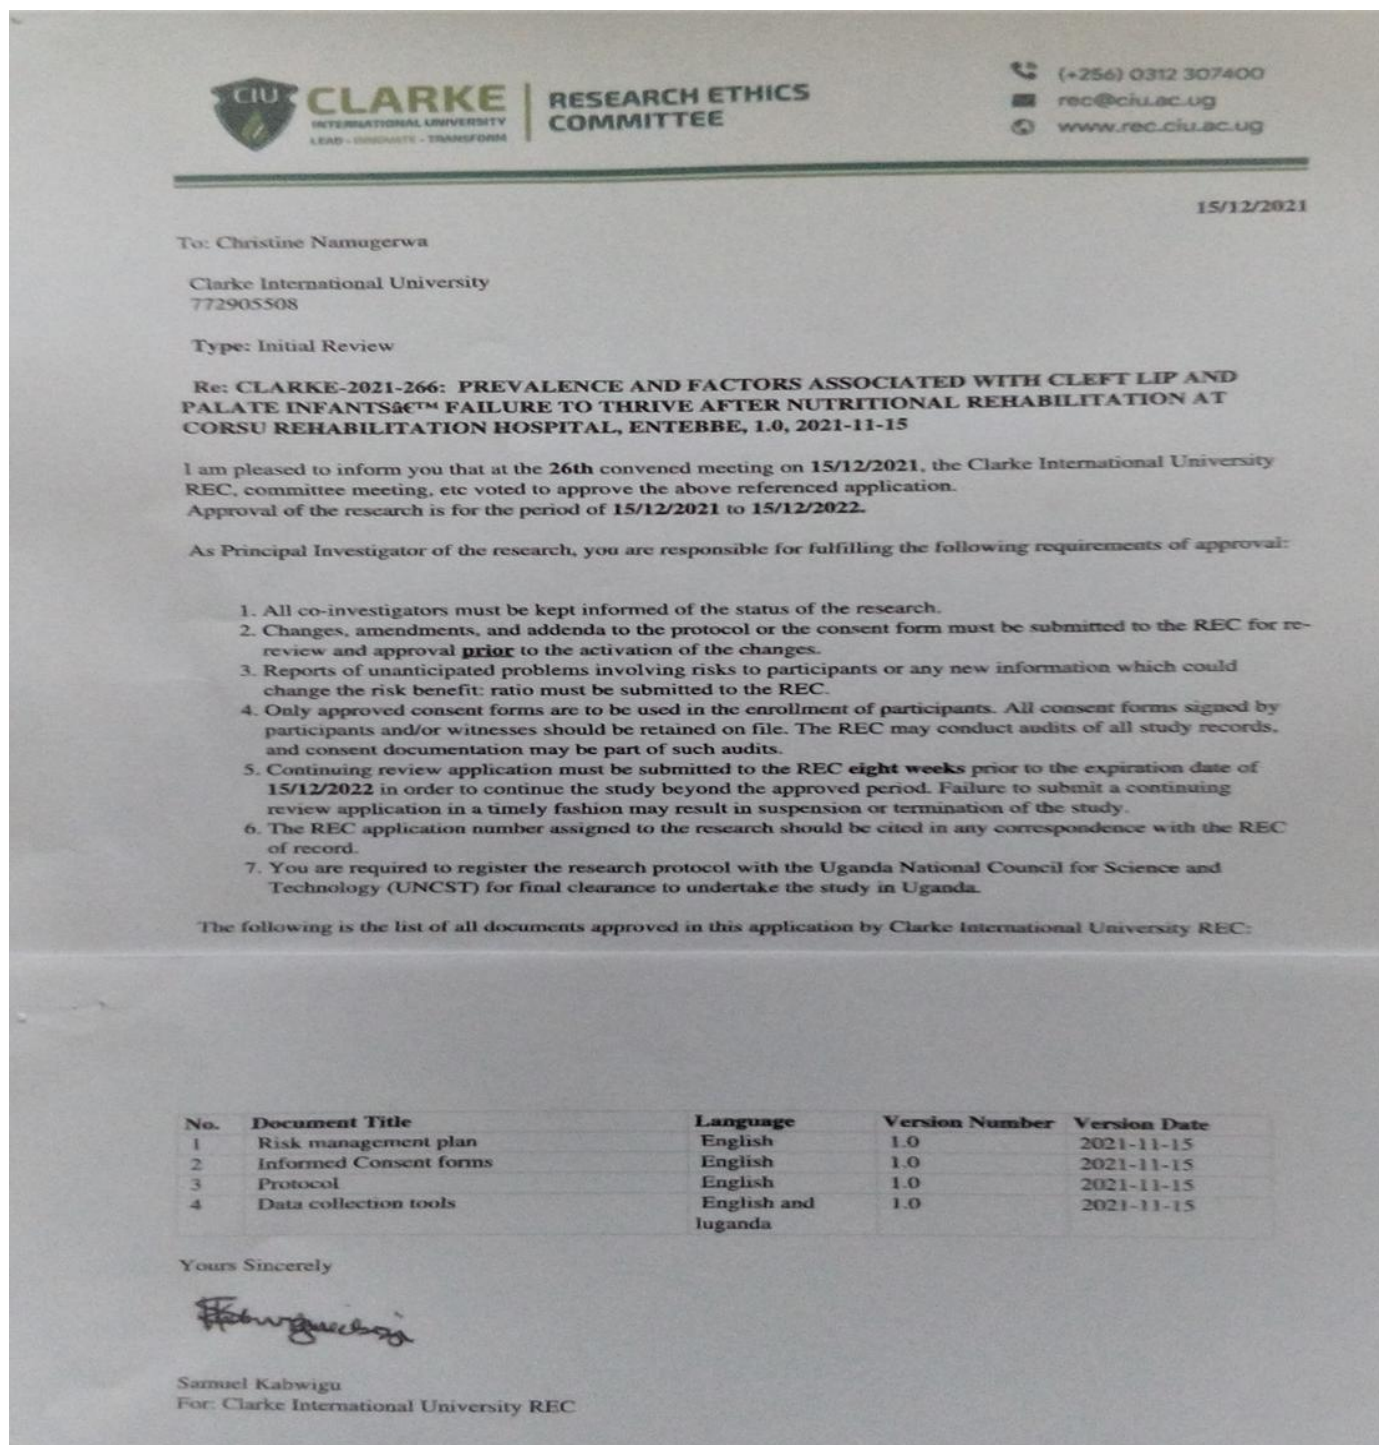 CIU
CLARKE
INTERNATIONAL UNIVERSITY
LEAD - INNOVATE - TRANSFORM
RESEARCH ETHICS
COMMITTEE
(+256) 0312 307400
rec@ciu.ac.ug
www.rec.ciu.ac.ug
15/12/2021
To: Christine Namugerwa
Clarke International University
772905508
Type: Initial Review
Re: CLARKE-2021-266: PREVALENCE AND FACTORS ASSOCIATED WITH CLEFT LIP AND
PALATE INFANTS’ FAILURE TO THRIVE AFTER NUTRITIONAL REHABILITATION AT
CORSU REHABILITATION HOSPITAL, ENTEBBE, 1.0, 2021-11-15
I am pleased to inform you that at the 26th convened meeting on 15/12/2021, the Clarke International University
REC, committee meeting, etc voted to approve the above referenced application.
Approval of the research is for the period of 15/12/2021 to 15/12/2022.
As Principal Investigator of the research, you are responsible for fulfilling the following requirements of approval:
1. All co-investigators must be kept informed of the status of the research.
2. Changes, amendments, and addenda to the protocol or the consent form must be submitted to the REC for re-
review and approval prior to the activation of the changes.
3. Reports of unanticipated problems involving risks to participants or any new information which could
change the risk benefit: ratio must be submitted to the REC.
4. Only approved consent forms are to be used in the enrollment of participants. All consent forms signed by
participants and/or witnesses should be retained on file. The REC may conduct audits of all study records,
and consent documentation may be part of such audits.
5. Continuing review application must be submitted to the REC eight weeks prior to the expiration date of
15/12/2022 in order to continue the study beyond the approved period. Failure to submit a continuing
review application in a timely fashion may result in suspension or termination of the study.
6. The REC application number assigned to the research should be cited in any correspondence with the REC
of record.
7. You are required to register the research protocol with the Uganda National Council for Science and
Technology (UNCST) for final clearance to undertake the study in Uganda.
The following is the list of all documents approved in this application by Clarke International University REC:
No. Document Title Language Version Number Version Date
1 Risk management plan English 1.0 2021-11-15
2 Informed Consent forms English 1.0 2021-11-15
3 Protocol English 1.0 2021-11-15
4 Data collection tools English and 1.0 2021-11-15
luganda
Yours Sincerely
Samuel Kabwigu
For: Clarke International University REC